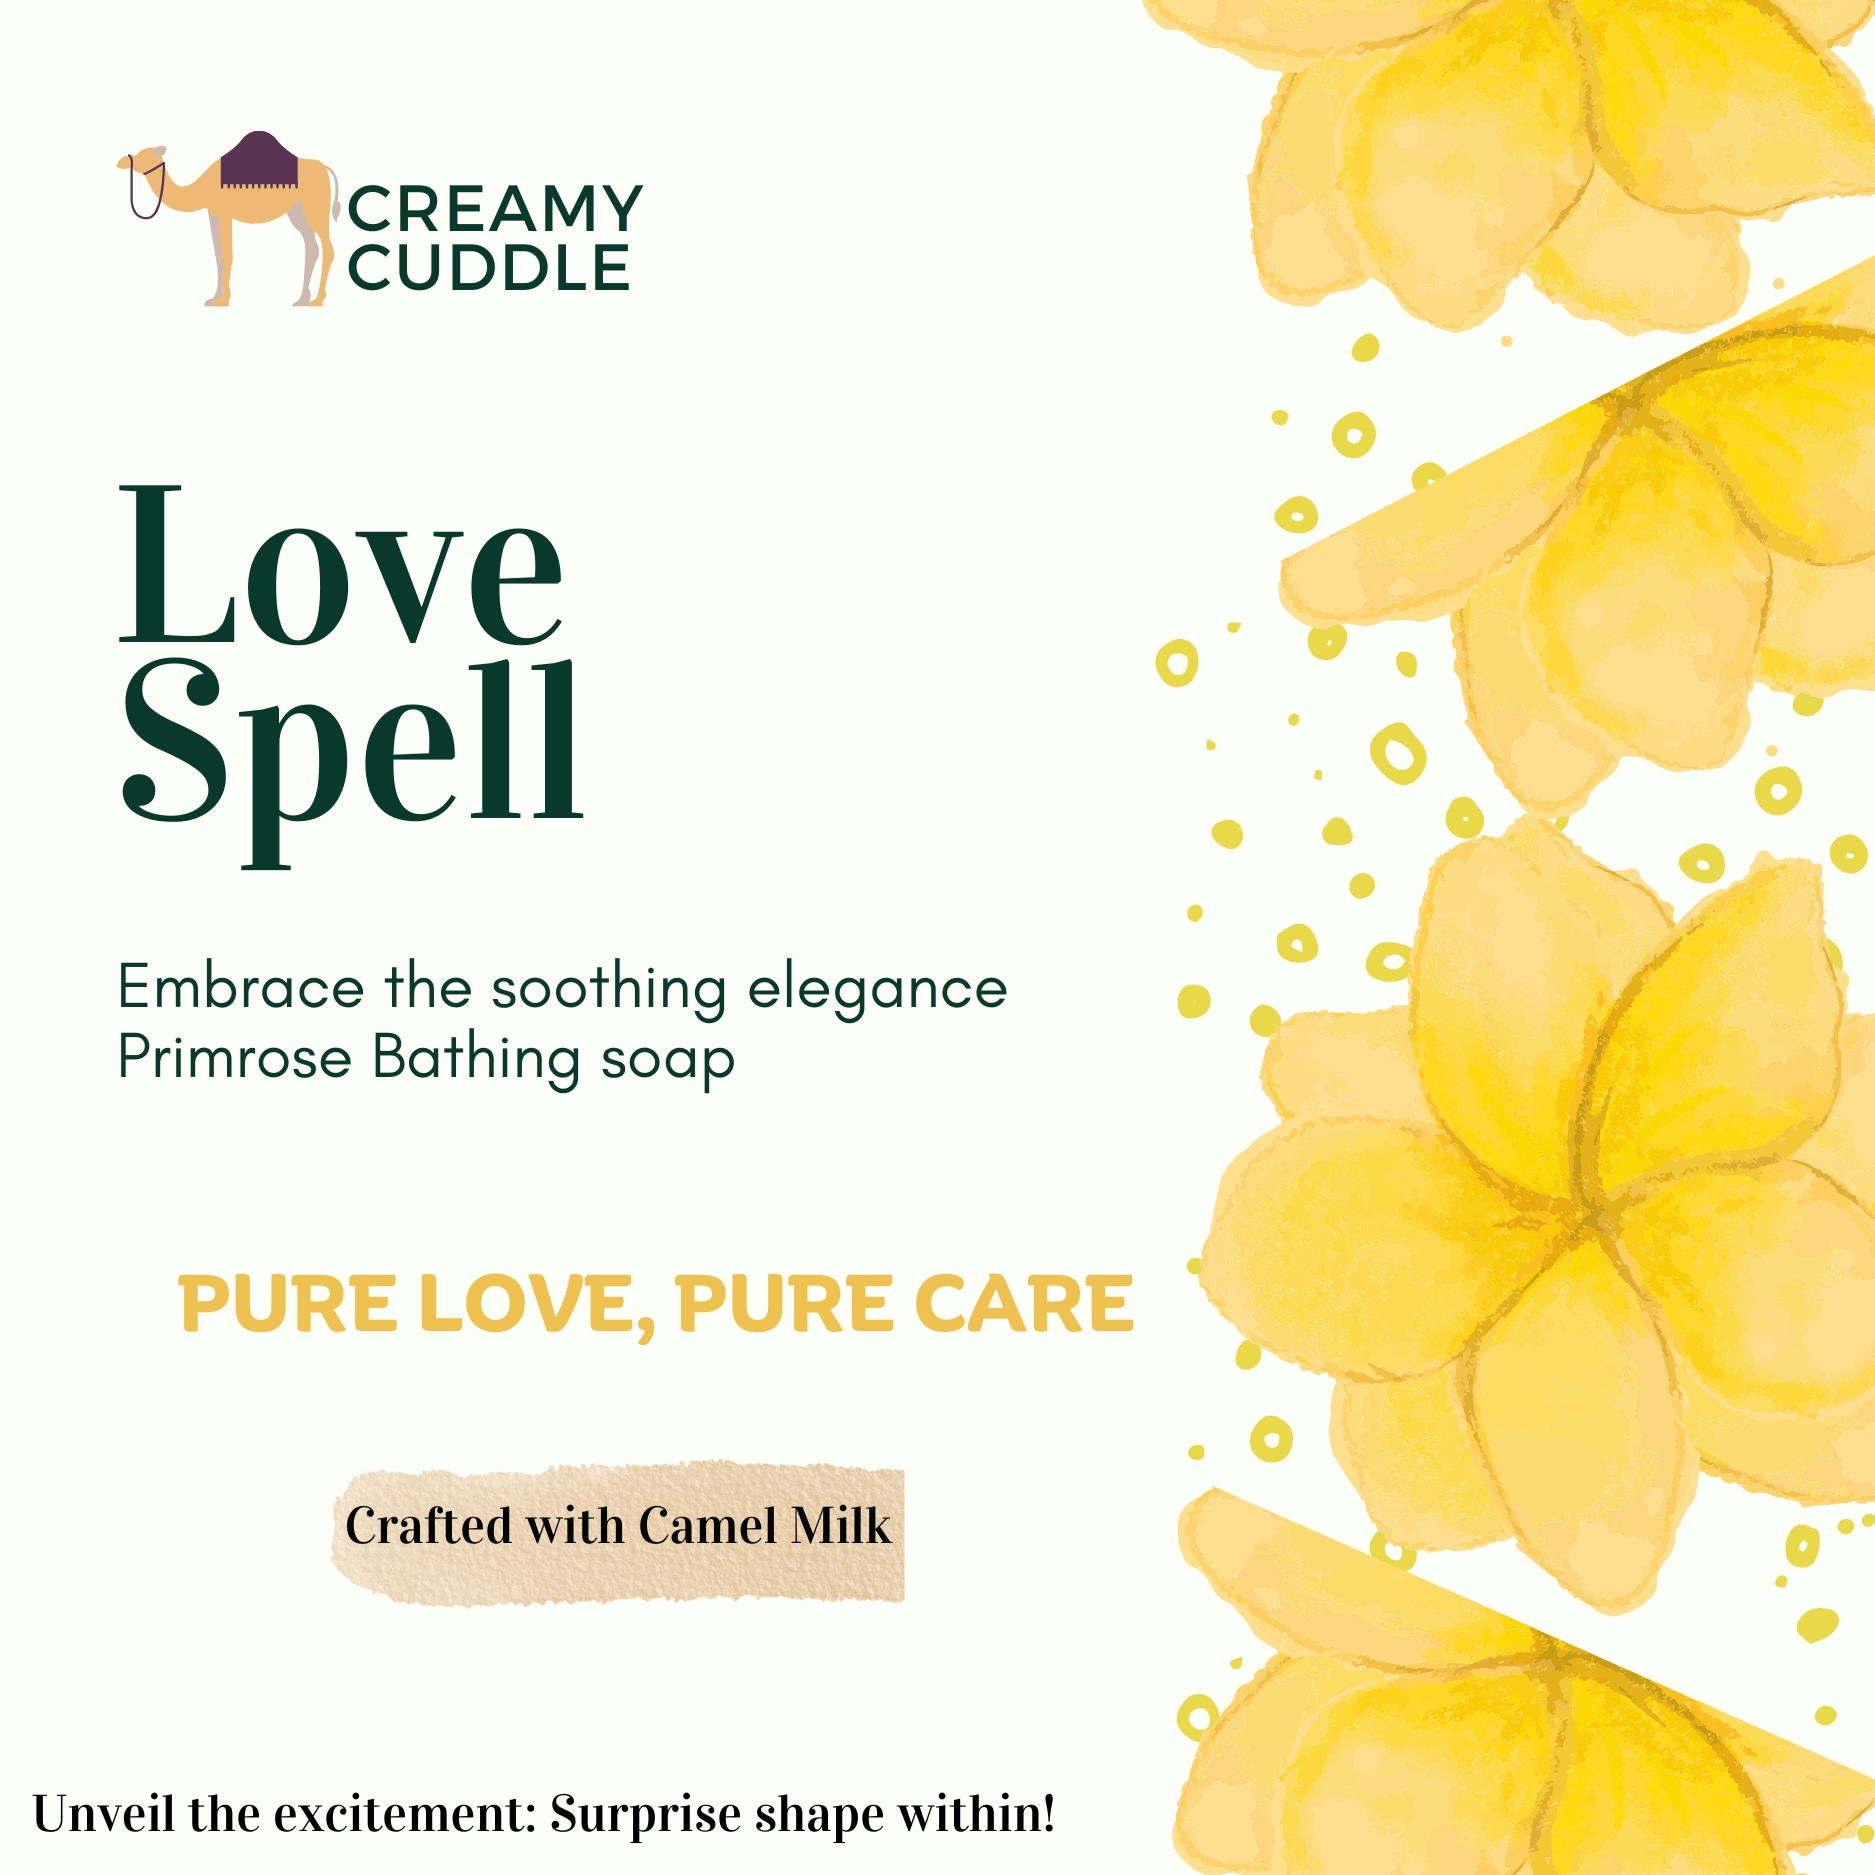 CREAMY
CUDDLE
Love
Spell
Embrace the soothing elegance
Primrose Bathing soap
PURE LOVE, PURE CARE
Crafted with Camel Milk
Unveil the excitement: Surprise shape within!